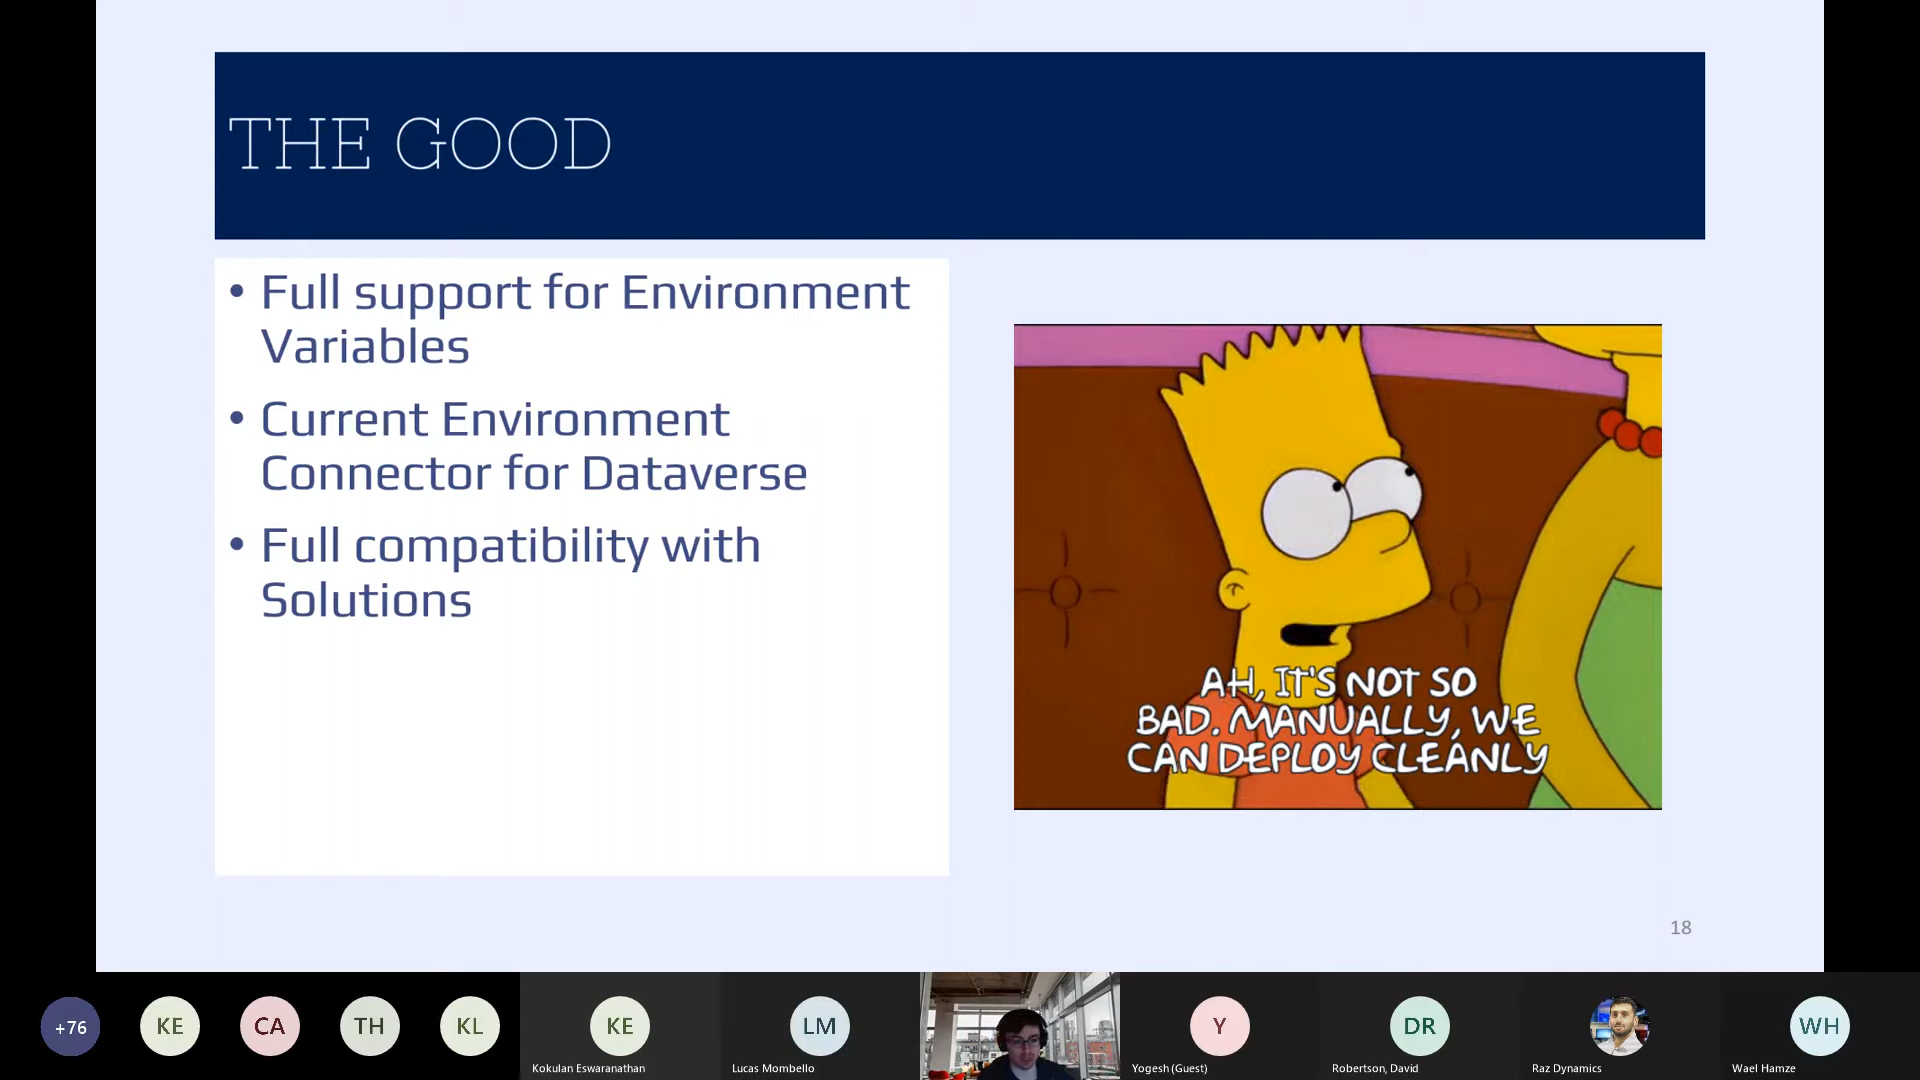 THE GOOD
• Full support for Environment
Variables
• Current Environment
Connector for Dataverse
• Full compatibility with
Solutions
AH, IT'S NOT SO
BAD. MANUALLY, WE
CAN DEPLOY CLEANLY
18
+76
KE
CA
TH
KL
KE
Kokulan Eswaranathan
LM
Lucas Mombello
Y
Yogesh (Guest)
DR
Robertson, David
Raz Dynamics
WH
Wael Hamze